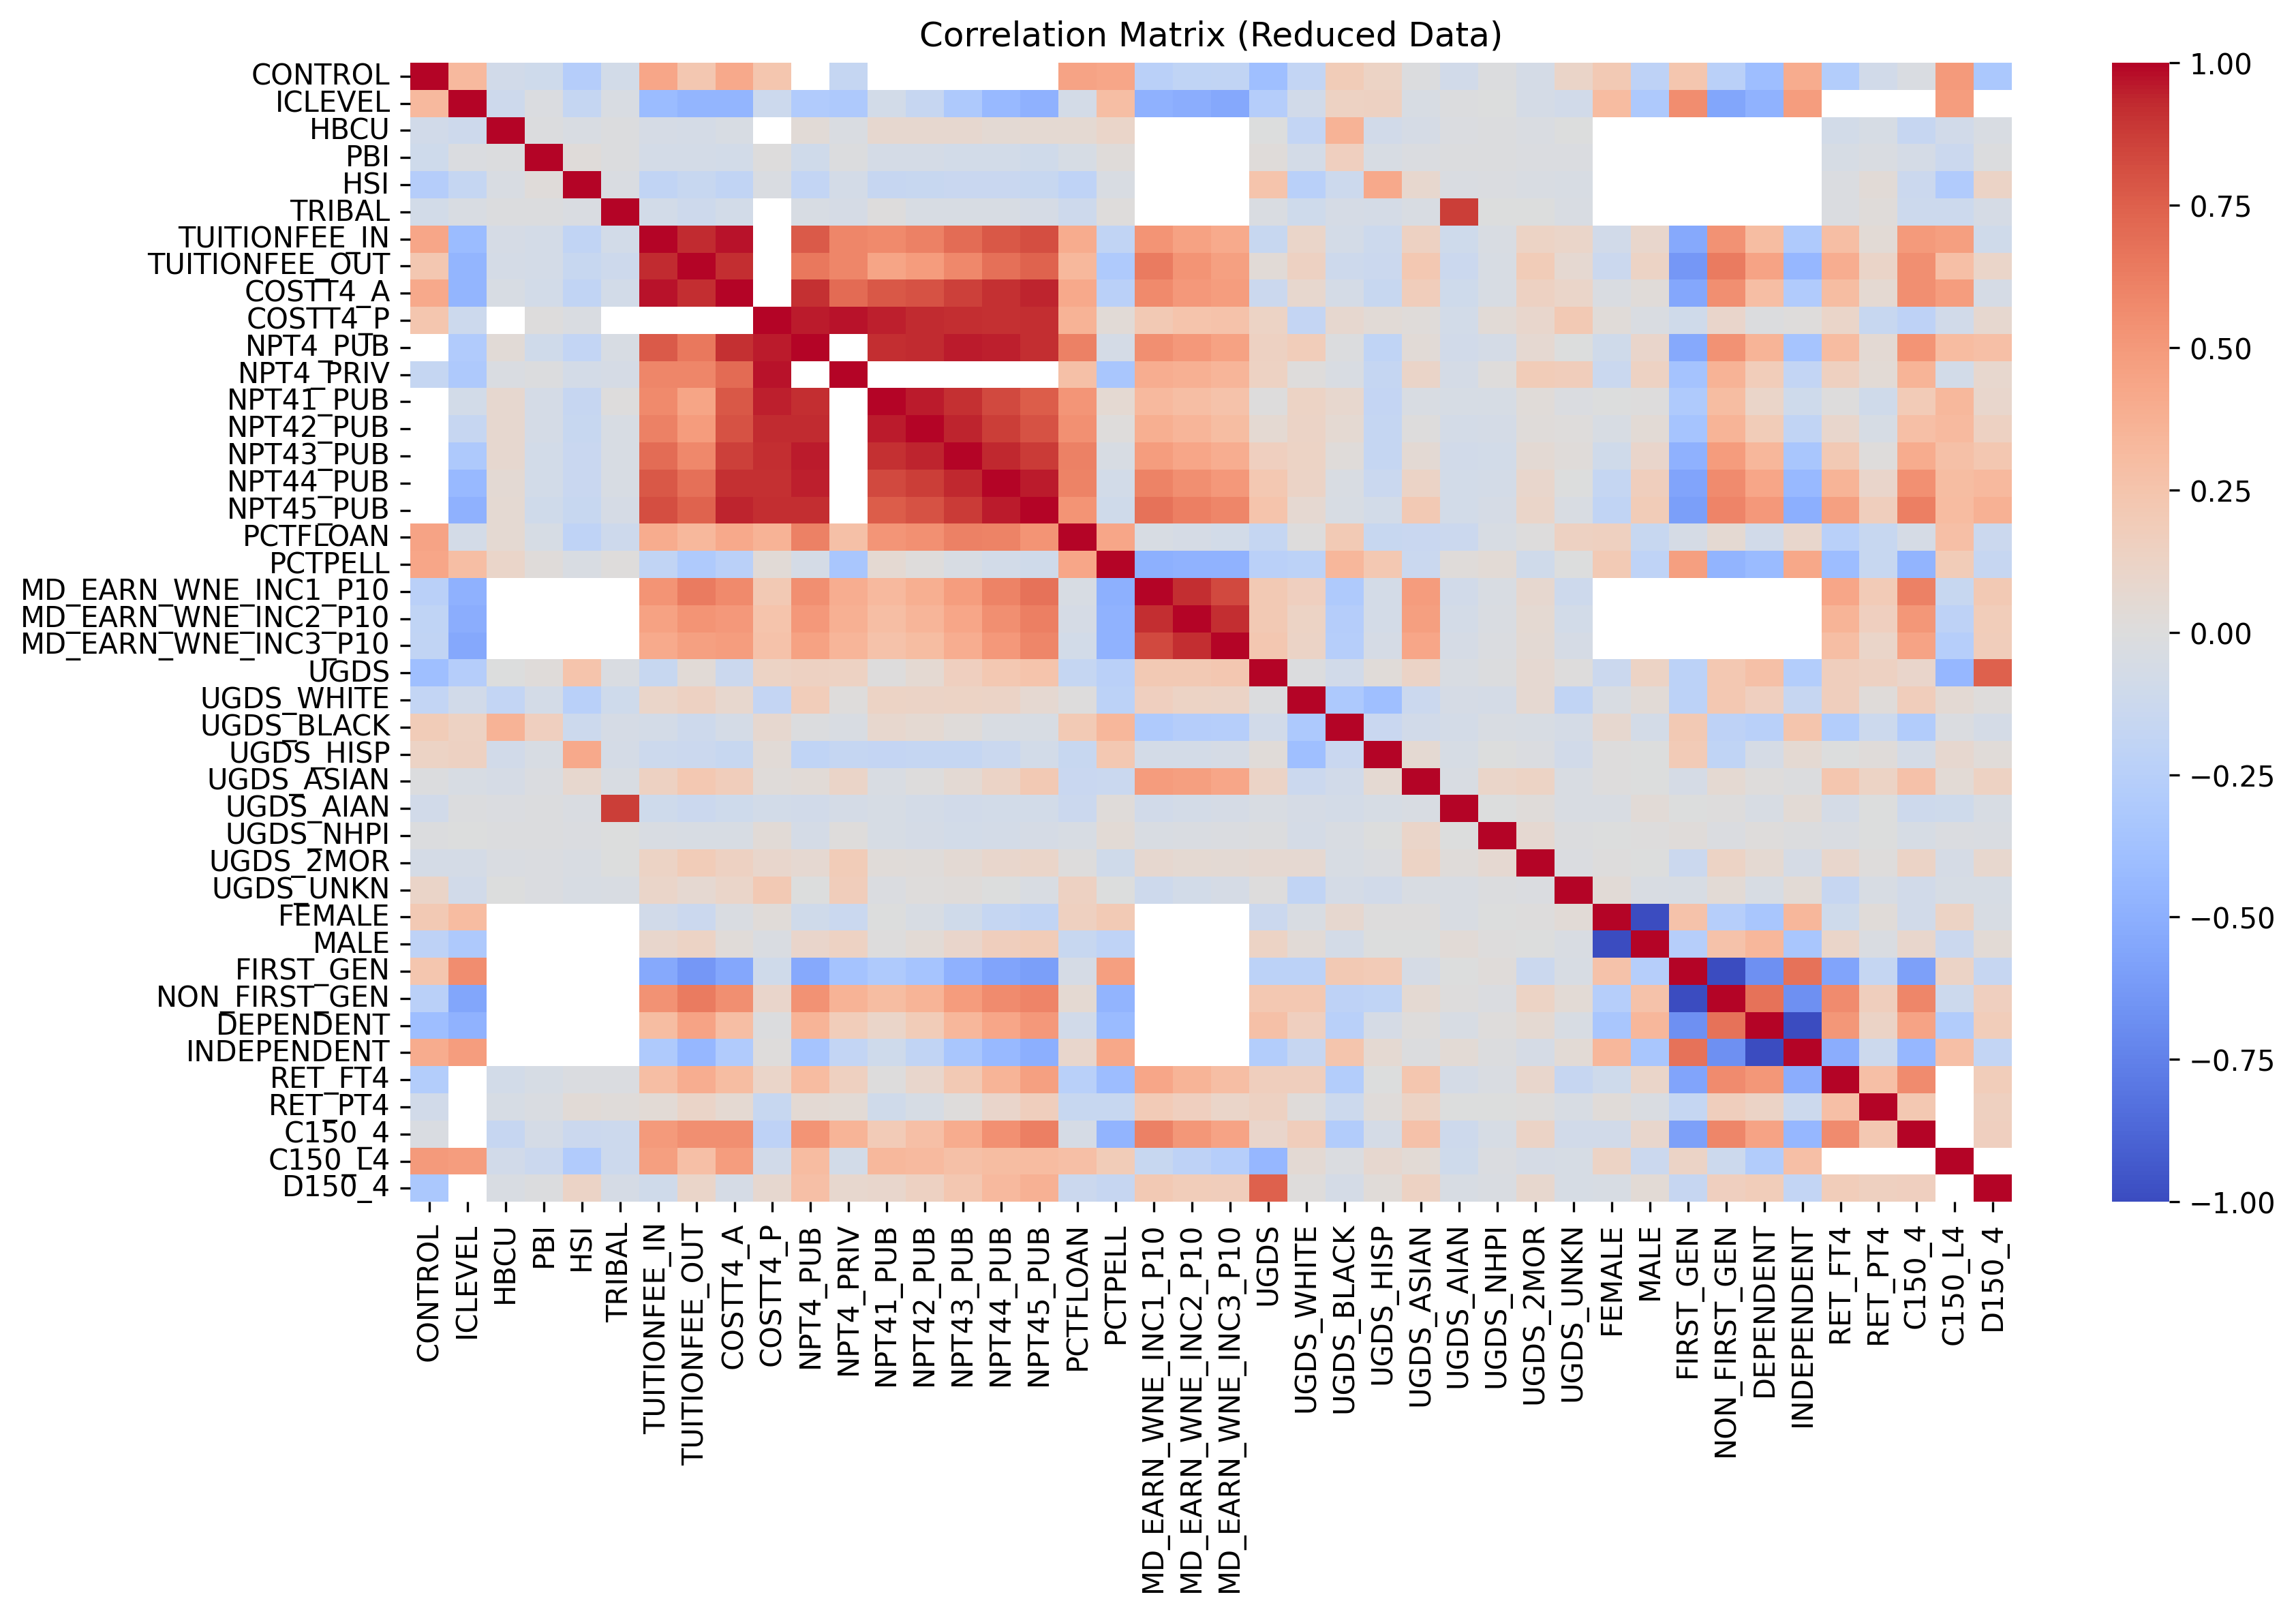 Correlation Matrix (Reduced Data)
CONTROL
ICLEVEL
HBCU
PBI
HSI
TRIBAL
TUITIONFEE_IN
TUITIONFEE_OUT
COSTT4_A
COSTT4_P
NPT4_PUB
NPT4_PRIV
NPT41_PUB
NPT42_PUB
NPT43_PUB
NPT44_PUB
NPT45_PUB
PCTFLOAN
PCTPELL
MD_EARN_WNE_INC1_P10
MD_EARN_WNE_INC2_P10
MD_EARN_WNE_INC3_P10
UGDS
UGDS_WHITE
UGDS_BLACK
UGDS_HISP
UGDS_ASIAN
UGDS_AIAN
UGDS_NHPI
UGDS_2MOR
UGDS_UNKN
FEMALE
MALE
FIRST_GEN
NON_FIRST_GEN
DEPENDENT
INDEPENDENT
RET_FT4
RET_PT4
C150_4
C150_L4
D150_4
CONTROL
ICLEVEL
HBCU
PBI
HSI
TRIBAL
TUITIONFEE_IN
TUITIONFEE_OUT
COSTT4_A
COSTT4_P
NPT4_PUB
NPT4_PRIV
NPT41_PUB
NPT42_PUB
NPT43_PUB
NPT44_PUB
NPT45_PUB
PCTFLOAN
PCTPELL
MD_EARN_WNE_INC1_P10
MD_EARN_WNE_INC2_P10
MD_EARN_WNE_INC3_P10
UGDS
UGDS_WHITE
UGDS_BLACK
UGDS_HISP
UGDS_ASIAN
UGDS_AIAN
UGDS_NHPI
UGDS_2MOR
UGDS_UNKN
FEMALE
MALE
FIRST_GEN
NON_FIRST_GEN
DEPENDENT
INDEPENDENT
RET_FT4
RET_PT4
C150_4
C150_L4
D150_4
1.00
0.75
0.50
0.25
0.00
−0.25
−0.50
−0.75
−1.00